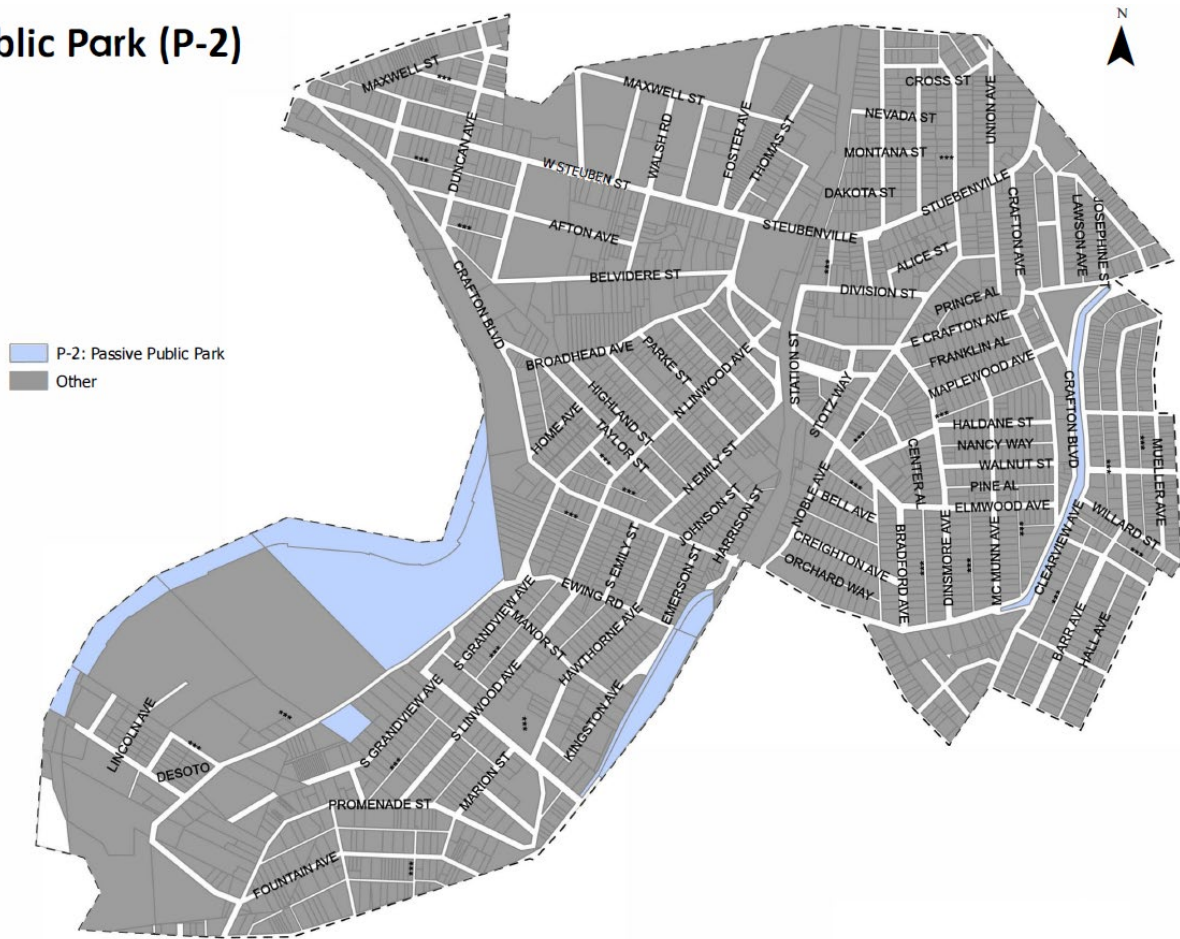 blic Park (P-2)
N
P-2: Passive Public Park
Other
MAXWELL ST
***
DUNCAN AVE
***
***
MAXWELL ST
WALSH RD
FOSTER AVE
THOMAS ST
W STEUBEN ST
AFTON AVE
BELVIDERE ST
CRAFTON BLVD
CROSS ST
UNION AVE
NEVADA ST
MONTANA ST
***
DAKOTA ST
STUEBENVILLE
STEUBENVILLE
CRAFTON AVE
LAWSON AVE
JOSEPHINE ST
ALICE ST
***
DIVISION ST
PRINCE AL
E CRAFTON AVE
FRANKLIN AL
MAPLEWOOD AVE
BROADHEAD AVE
PARKE ST
N LINWOOD AVE
STATION ST
STOTZ WAY
HIGHLAND ST
HOME AVE
TAYLOR ST
***
***
***
N EMILY ST
JOHNSON ST
HARRISON ST
CRAFTON BLVD
***
HALDANE ST
NANCY WAY
WALNUT ST
PINE AL
ELMWOOD AVE
***
CENTER AL
***
***
***
MUELLER AVE
NOBLE AVE
BELL AVE
CREIGHTON AVE
ORCHARD WAY
BRADFORD AVE
***
DINSMORE AVE
***
MC MUNN AVE
***
CLEARVIEW AVE
WILLARD ST
***
***
BARR AVE
HALL AVE
S EMILY ST
EMERSON ST
EWING RD
AVE
HAWTHORNE AVE
MANOR ST
S GRANDVIEW AVE
***
S LINWOOD AVE
***
KINGSTON AVE
S GRANDVIEW AVE
***
MARION ST
PROMENADE ST
LINCOLN AVE
***
***
DESOTO
FOUNTAIN AVE
***